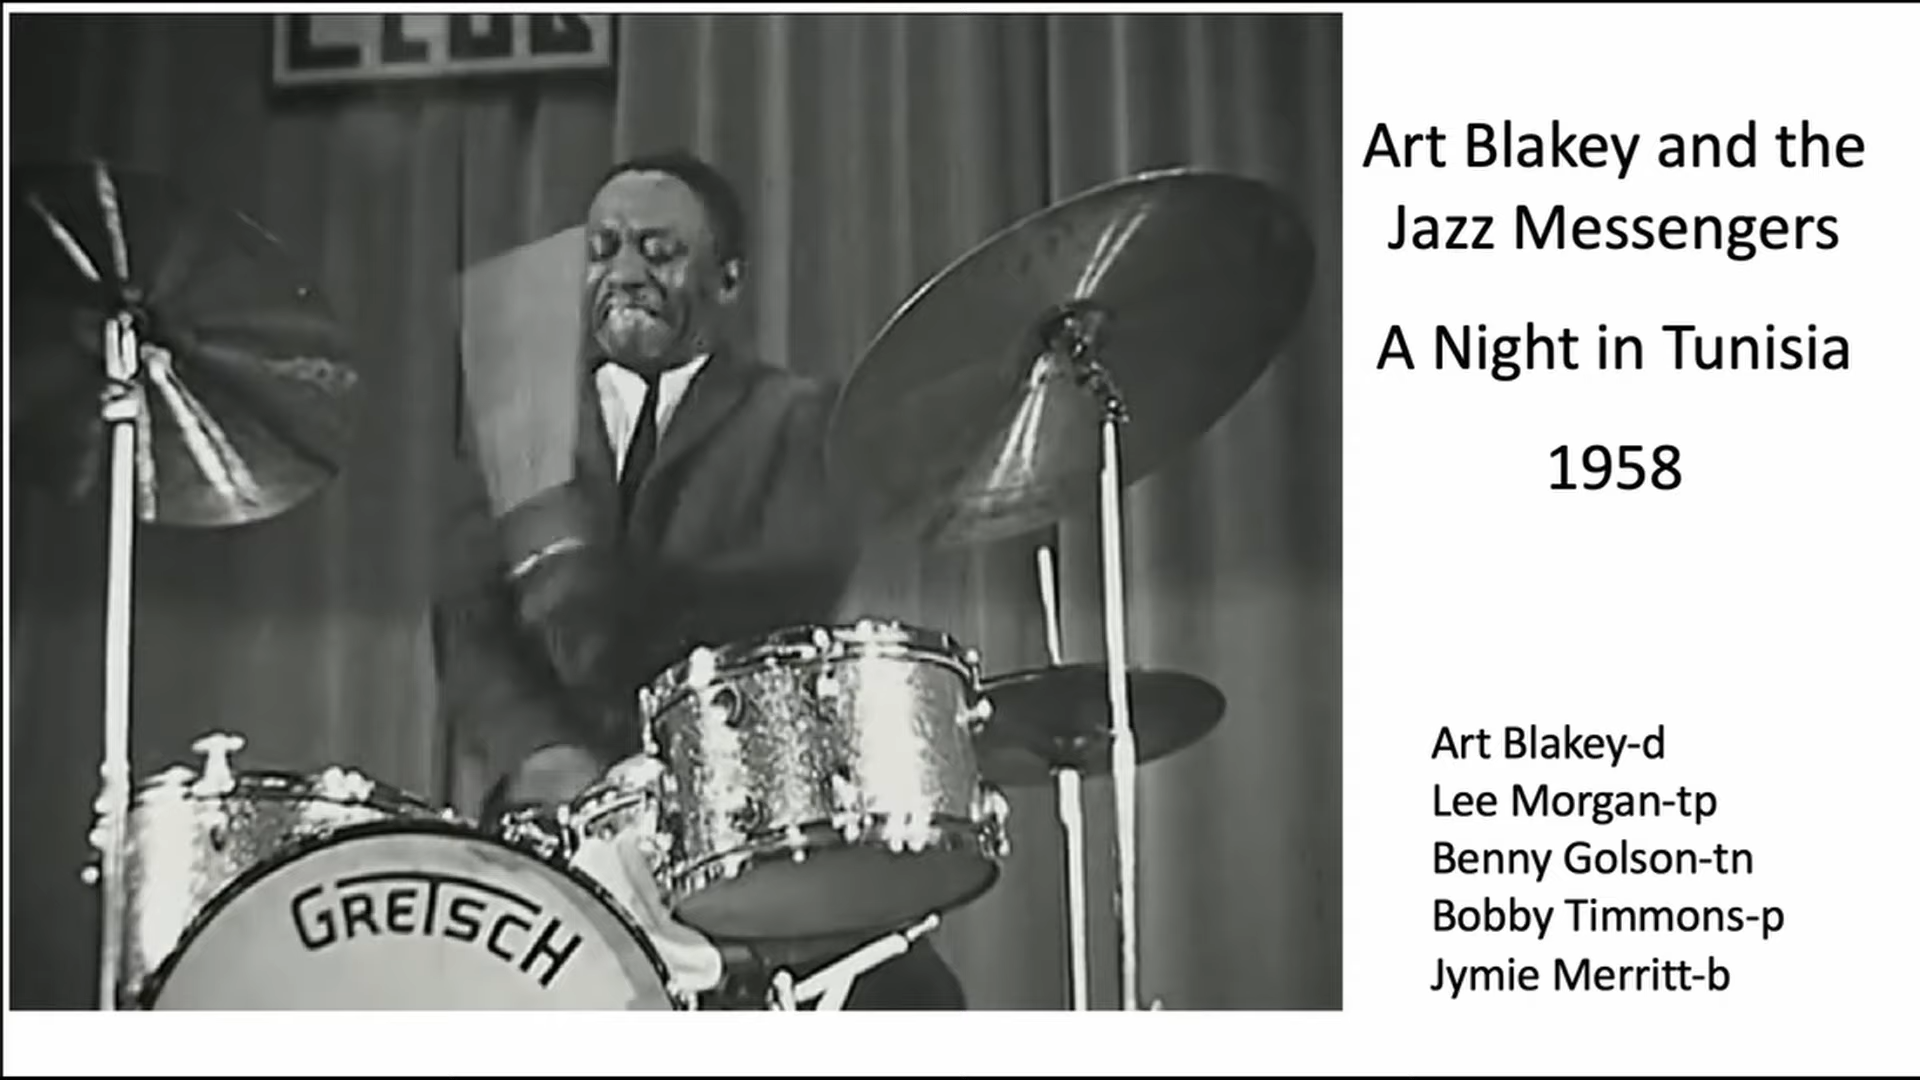 CLUB
Art Blakey and the
Jazz Messengers
A Night in Tunisia
1958
GRETSCH
Art Blakey-d
Lee Morgan-tp
Benny Golson-tn
Bobby Timmons-p
Jymie Merritt-b